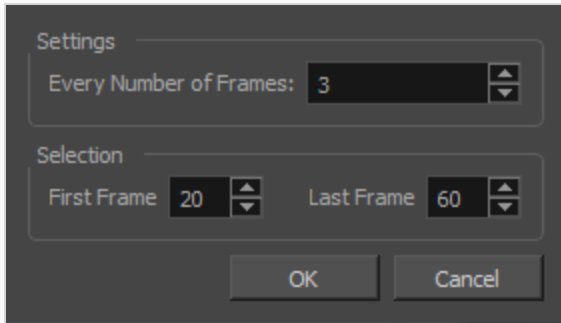 Settings
Every Number of Frames: 3
Selection
First Frame 20 Last Frame 60
OK Cancel